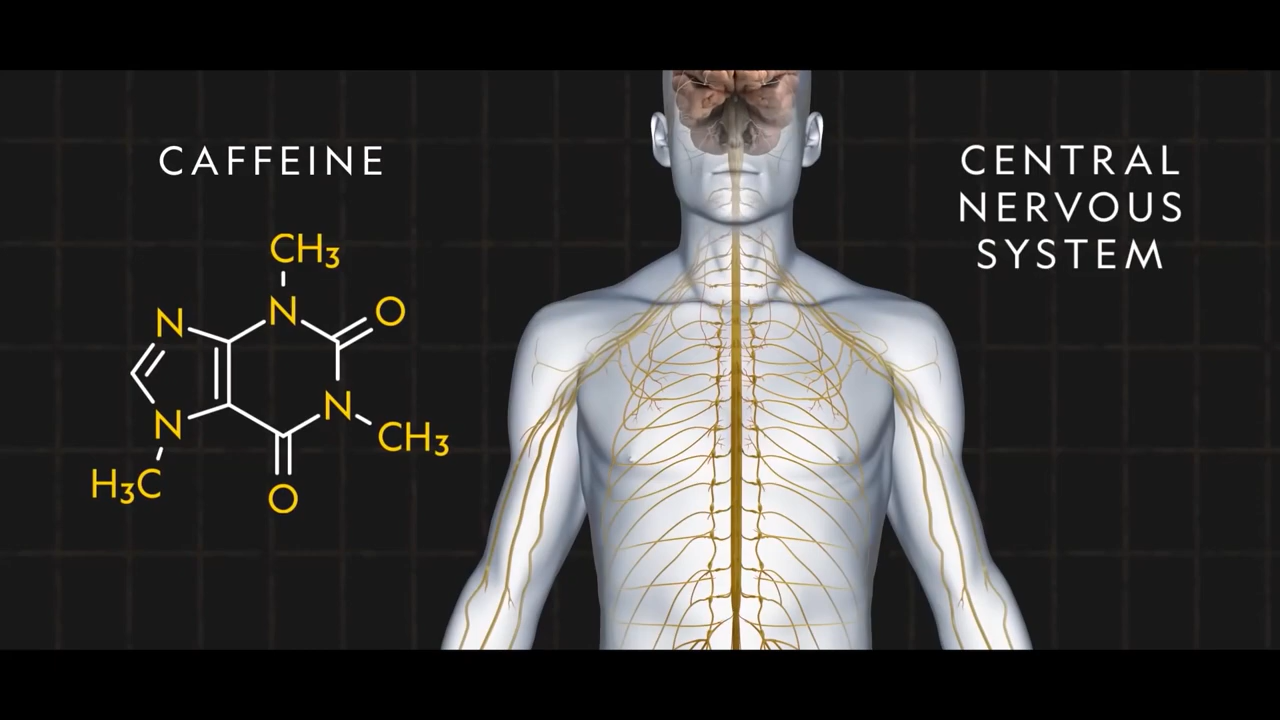 CAFFEINE
CH3
N
N
O
N
N
CH3
H3C
O
CENTRAL
NERVOUS
SYSTEM